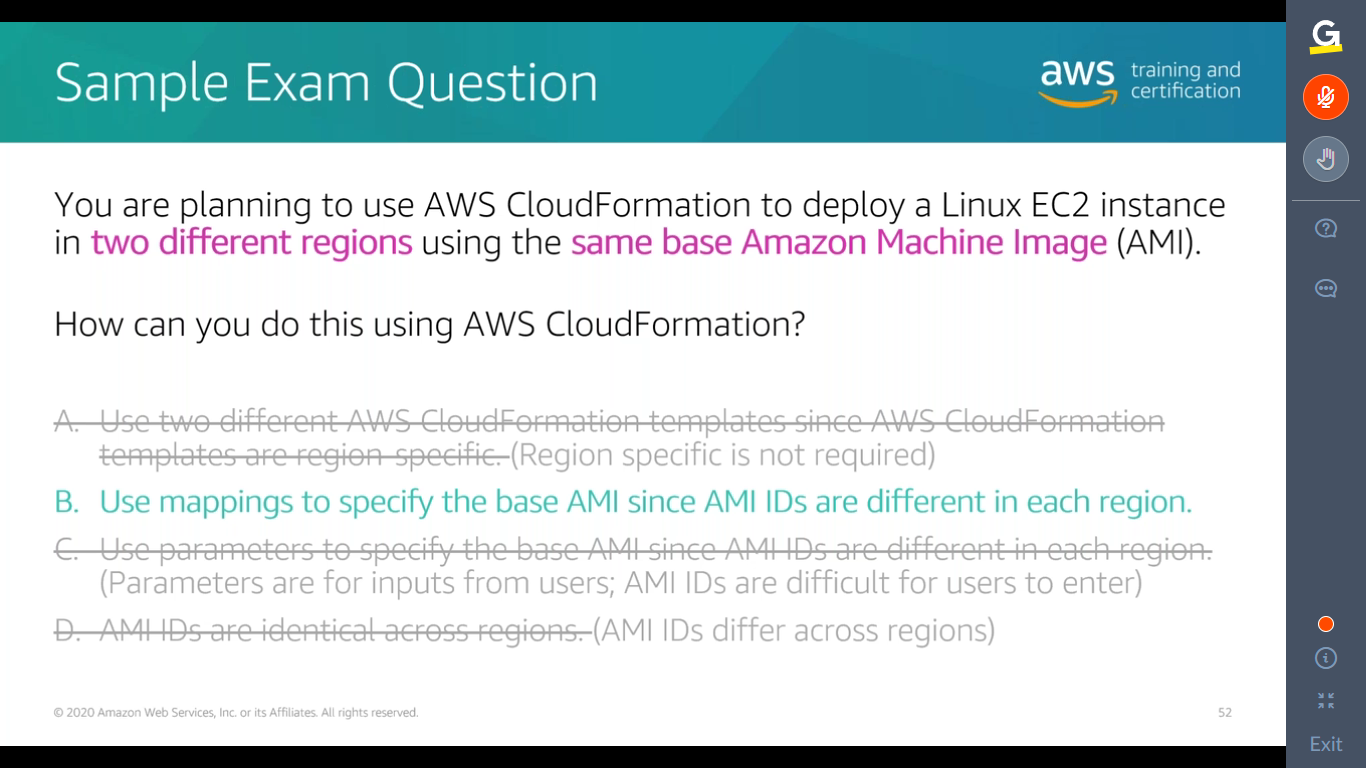 Sample Exam Question
aws training and
certification
G
You are planning to use AWS CloudFormation to deploy a Linux EC2 instance
in two different regions using the same base Amazon Machine Image (AMI).
How can you do this using AWS CloudFormation?
A. Use two different AWS CloudFormation templates since AWS CloudFormation
templates are region-specific. (Region specific is not required)
B. Use mappings to specify the base AMI since AMI IDs are different in each region.
C. Use parameters to specify the base AMI since AMI IDs are different in each region.
(Parameters are for inputs from users; AMI IDs are difficult for users to enter)
D. AMI IDs are identical across regions. (AMI IDs differ across regions)
© 2020 Amazon Web Services, Inc. or its Affiliates. All rights reserved.
52
Exit